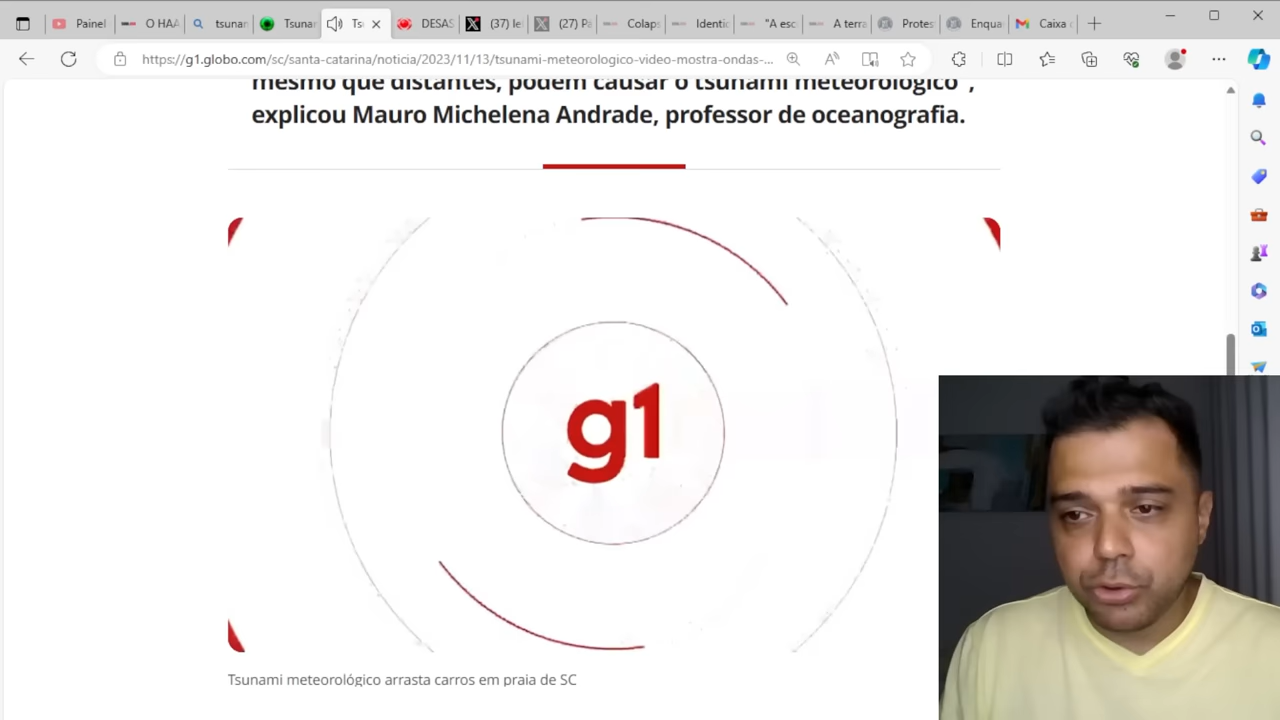 Painel
O HAA
tsunan
Tsunar
Ts
DESAS
(37) le
(27) Pa
Colaps
Identic
"A esc
A terra
Protes
Enqua
Caixa
https://g1.globo.com/sc/santa-catarina/noticia/2023/11/13/tsunami-meteorologico-video-mostra-ondas-...
mesmo que distantes, podem causar o tsunami meteorológico",
explicou Mauro Michelena Andrade, professor de oceanografia.
g1
Tsunami meteorológico arrasta carros em praia de SC